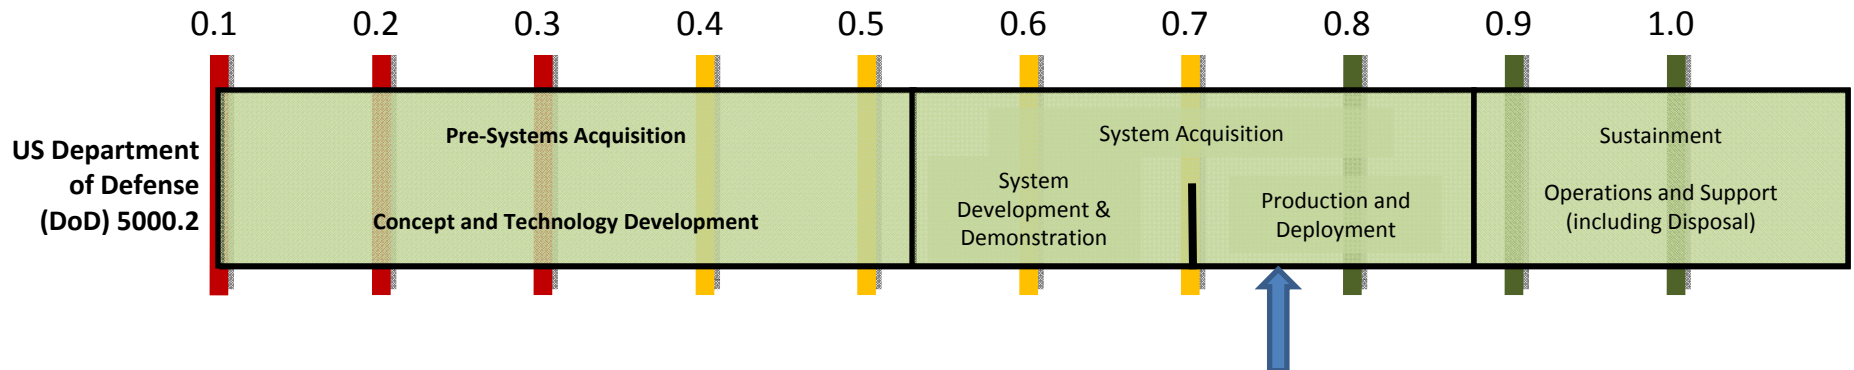 0.1 0.2 0.3 0.4 0.5 0.6 0.7 0.8 0.9 1.0
US Department
of Defense
(DoD) 5000.2
Pre-Systems Acquisition
Concept and Technology Development
System Acquisition
System
Development &
Demonstration
Production and
Deployment
Sustainment
Operations and Support
(including Disposal)